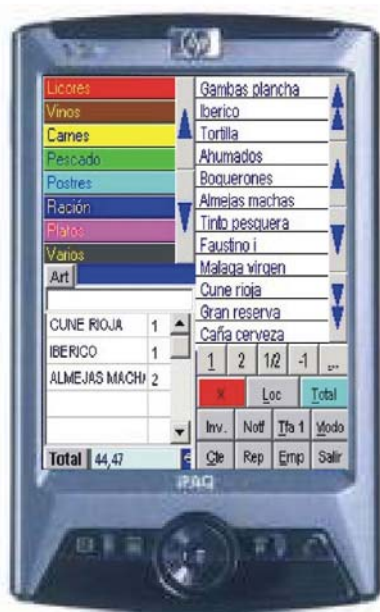 hp
Licores
Vinos
Carnes
Pescado
Postres
Ración
Platos
Varios
Art
CUNE RIOJA 1
IBERICO 1
ALMEJAS MACH 2
Total 44,47 €
Gambas plancha
Iberico
Tortilla
Ahumados
Boquerones
Almejas machas
Tinto pesquera
Faustino i
Malaga virgen
Cune rioja
Gran reserva
Caña cerveza
1 2 1/2 -1 ...
X Loc Total
Inv. Notf Tfa 1 Modo
Cte Rep Emp Salir
iPAQ